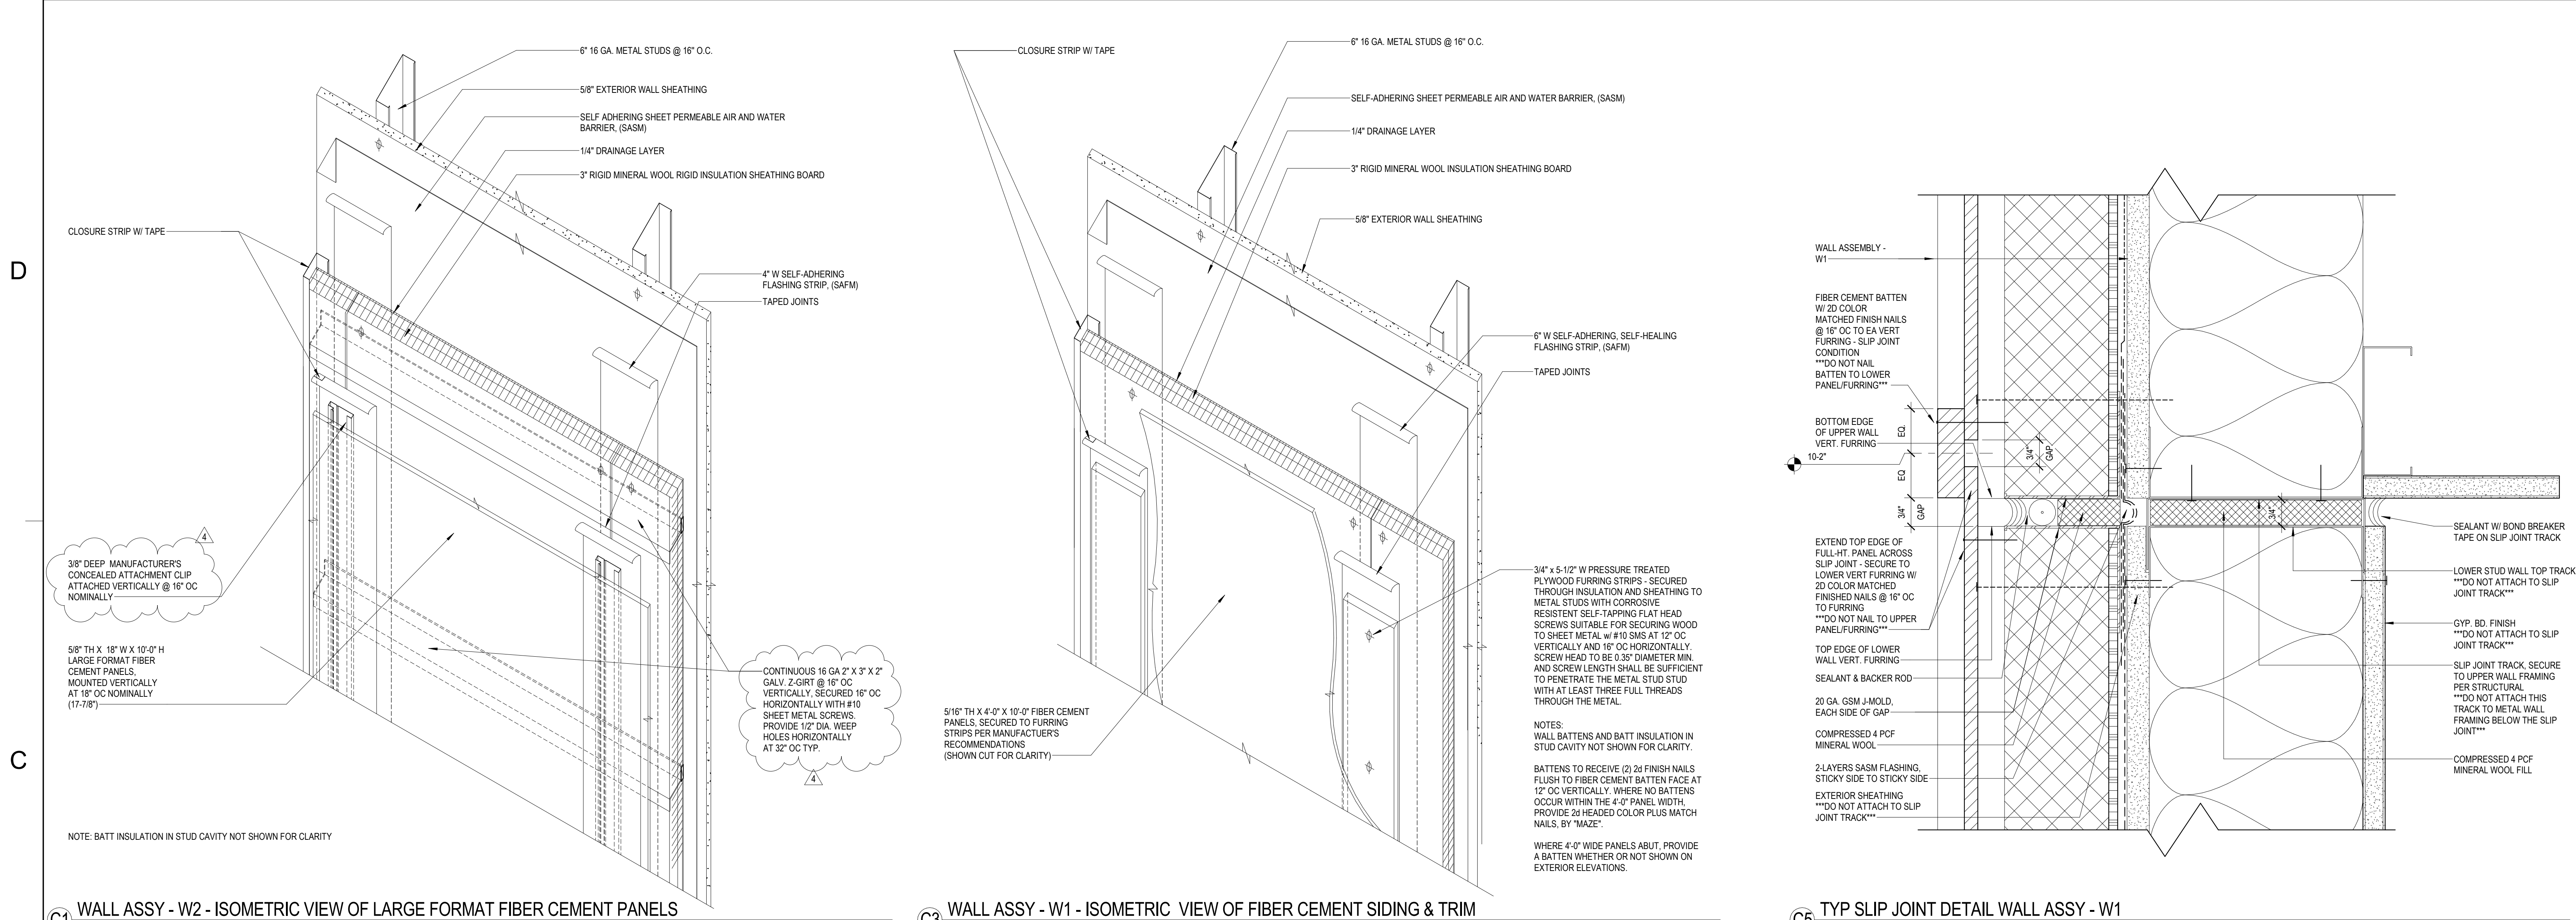 D
C
6" 16 GA. METAL STUDS @ 16" O.C.
5/8" EXTERIOR WALL SHEATHING
SELF ADHERING SHEET PERMEABLE AIR AND WATER
BARRIER, (SASM)
1/4" DRAINAGE LAYER
3" RIGID MINERAL WOOL RIGID INSULATION SHEATHING BOARD
CLOSURE STRIP W/ TAPE
4" W SELF-ADHERING
FLASHING STRIP, (SAFM)
TAPED JOINTS
4
3/8" DEEP MANUFACTURER'S
CONCEALED ATTACHMENT CLIP
ATTACHED VERTICALLY @ 16" OC
NOMINALLY
5/8" TH X 18" W X 10'-0" H
LARGE FORMAT FIBER
CEMENT PANELS,
MOUNTED VERTICALLY
AT 18" OC NOMINALLY
(17-7/8")
CONTINUOUS 16 GA 2" X 3" X 2"
GALV. Z-GIRT @ 16" OC
VERTICALLY, SECURED 16" OC
HORIZONTALLY WITH #10
SHEET METAL SCREWS.
PROVIDE 1/2" DIA. WEEP
HOLES HORIZONTALLY
AT 32" OC TYP.
4
NOTE: BATT INSULATION IN STUD CAVITY NOT SHOWN FOR CLARITY
C1
WALL ASSY - W2 - ISOMETRIC VIEW OF LARGE FORMAT FIBER CEMENT PANELS
CLOSURE STRIP W/ TAPE
6" 16 GA. METAL STUDS @ 16" O.C.
SELF-ADHERING SHEET PERMEABLE AIR AND WATER BARRIER, (SASM)
1/4" DRAINAGE LAYER
3" RIGID MINERAL WOOL INSULATION SHEATHING BOARD
5/8" EXTERIOR WALL SHEATHING
6" W SELF-ADHERING, SELF-HEALING
FLASHING STRIP, (SAFM)
TAPED JOINTS
3/4" x 5-1/2" W PRESSURE TREATED
PLYWOOD FURRING STRIPS - SECURED
THROUGH INSULATION AND SHEATHING TO
METAL STUDS WITH CORROSIVE
RESISTENT SELF-TAPPING FLAT HEAD
SCREWS SUITABLE FOR SECURING WOOD
TO SHEET METAL w/ #10 SMS AT 12" OC
VERTICALLY AND 16" OC HORIZONTALLY.
SCREW HEAD TO BE 0.35" DIAMETER MIN.
AND SCREW LENGTH SHALL BE SUFFICIENT
TO PENETRATE THE METAL STUD STUD
WITH AT LEAST THREE FULL THREADS
THROUGH THE METAL.
NOTES:
WALL BATTENS AND BATT INSULATION IN
STUD CAVITY NOT SHOWN FOR CLARITY.
BATTENS TO RECEIVE (2) 2d FINISH NAILS
FLUSH TO FIBER CEMENT BATTEN FACE AT
12" OC VERTICALLY. WHERE NO BATTENS
OCCUR WITHIN THE 4'-0" PANEL WIDTH,
PROVIDE 2d HEADED COLOR PLUS MATCH
NAILS, BY "MAZE".
WHERE 4'-0" WIDE PANELS ABUT, PROVIDE
A BATTEN WHETHER OR NOT SHOWN ON
EXTERIOR ELEVATIONS.
5/16" TH X 4'-0" X 10'-0" FIBER CEMENT
PANELS, SECURED TO FURRING
STRIPS PER MANUFACTUER'S
RECOMMENDATIONS
(SHOWN CUT FOR CLARITY)
C3
WALL ASSY - W1 - ISOMETRIC VIEW OF FIBER CEMENT SIDING & TRIM
WALL ASSEMBLY -
W1
FIBER CEMENT BATTEN
W/ 2D COLOR
MATCHED FINISH NAILS
@ 16" OC TO EA VERT
FURRING - SLIP JOINT
CONDITION
***DO NOT NAIL
BATTEN TO LOWER
PANEL/FURRING***
BOTTOM EDGE
OF UPPER WALL
VERT. FURRING
10-2"
EQ.
EQ
3/4"
GAP
3/4"
GAP
3/4"
EXTEND TOP EDGE OF
FULL-HT. PANEL ACROSS
SLIP JOINT - SECURE TO
LOWER VERT FURRING W/
2D COLOR MATCHED
FINISHED NAILS @ 16" OC
TO FURRING
***DO NOT NAIL TO UPPER
PANEL/FURRING***
TOP EDGE OF LOWER
WALL VERT. FURRING
SEALANT & BACKER ROD
20 GA. GSM J-MOLD,
EACH SIDE OF GAP
COMPRESSED 4 PCF
MINERAL WOOL
2-LAYERS SASM FLASHING,
STICKY SIDE TO STICKY SIDE
EXTERIOR SHEATHING
***DO NOT ATTACH TO SLIP
JOINT TRACK***
SEALANT W/ BOND BREAKER
TAPE ON SLIP JOINT TRACK
LOWER STUD WALL TOP TRACK
***DO NOT ATTACH TO SLIP
JOINT TRACK***
GYP. BD. FINISH
***DO NOT ATTACH TO SLIP
JOINT TRACK***
SLIP JOINT TRACK, SECURE
TO UPPER WALL FRAMING
PER STRUCTURAL
***DO NOT ATTACH THIS
TRACK TO METAL WALL
FRAMING BELOW THE SLIP
JOINT***
COMPRESSED 4 PCF
MINERAL WOOL FILL
C5
TYP SLIP JOINT DETAIL WALL ASSY - W1